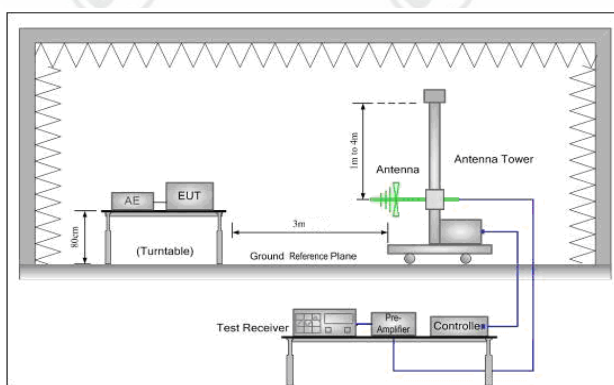 1m to 4m
Antenna
Antenna Tower
AE
EUT
80cm
(Turntable)
3m
Ground Reference Plane
Test Receiver
Pre-
Amplifier
Controller